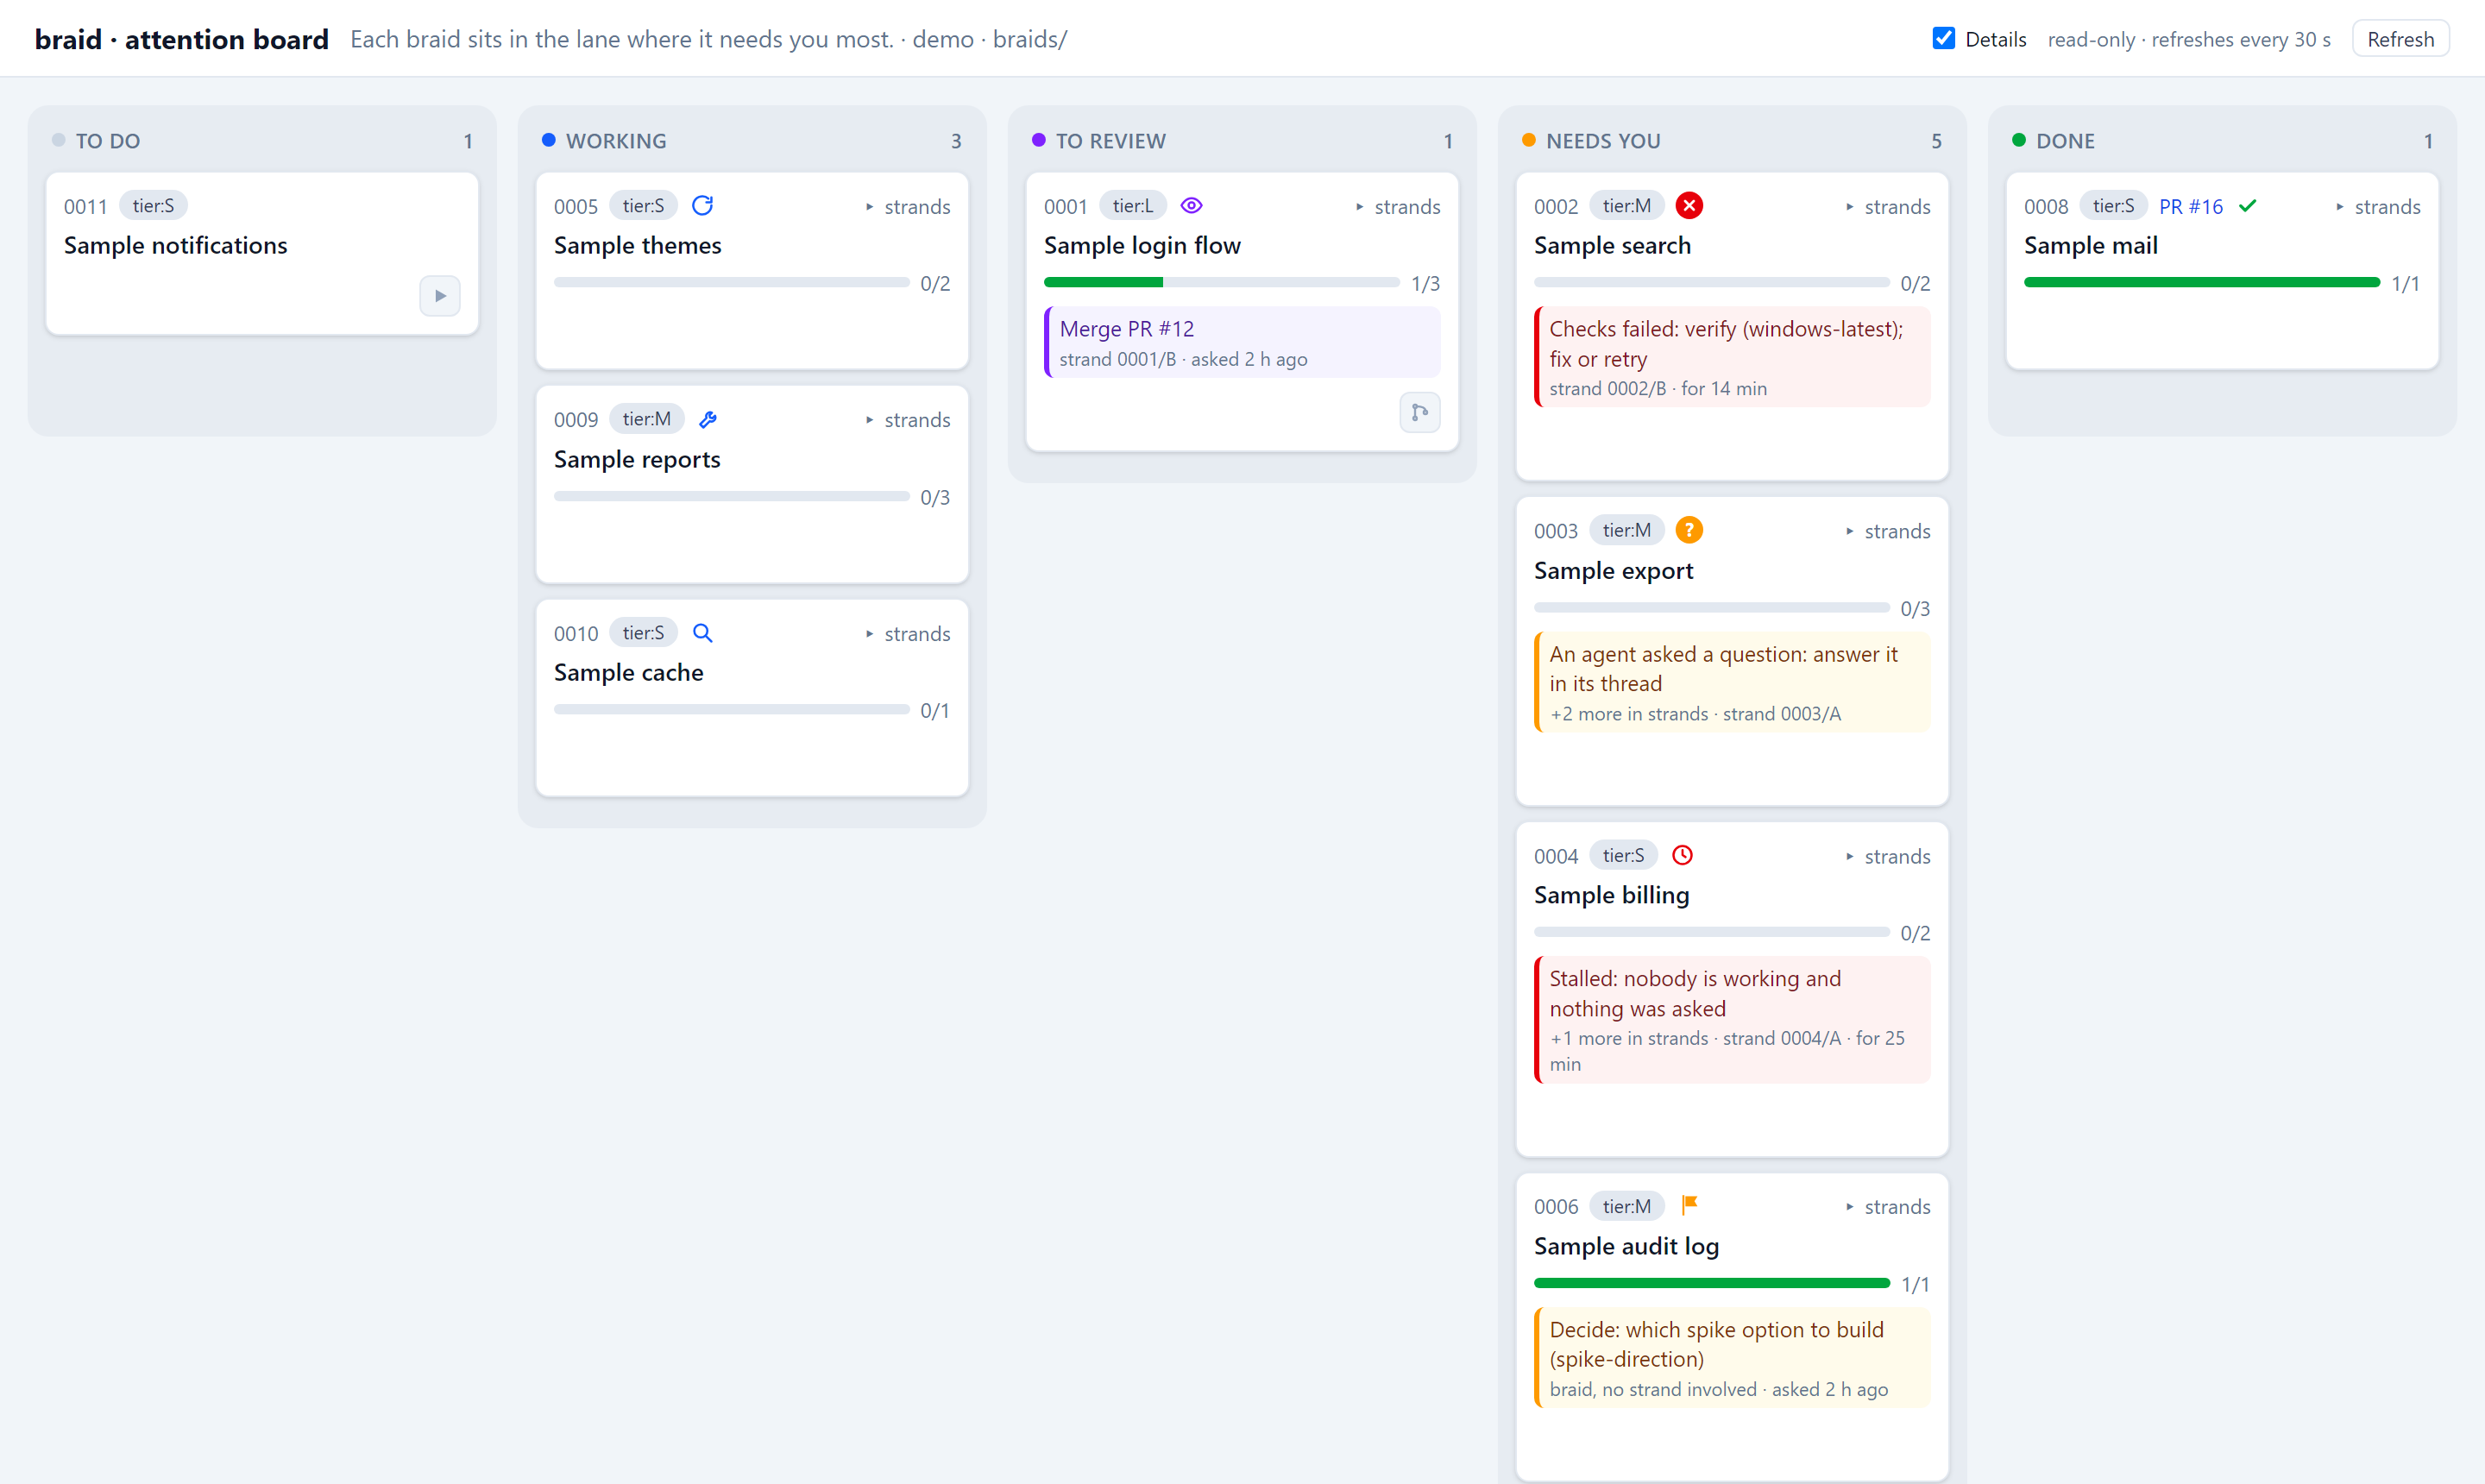 braid · attention board
Each braid sits in the lane where it needs you most. · demo · braids/
Details
read-only · refreshes every 30 s
Refresh
TO DO 1
0011 tier:S
Sample notifications
WORKING 3
0005 tier:S strands
Sample themes
0/2
0009 tier:M strands
Sample reports
0/3
0010 tier:S strands
Sample cache
0/1
TO REVIEW 1
0001 tier:L strands
Sample login flow
1/3
Merge PR #12
strand 0001/B · asked 2 h ago
NEEDS YOU 5
0002 tier:M strands
Sample search
0/2
Checks failed: verify (windows-latest);
fix or retry
strand 0002/B · for 14 min
0003 tier:M ? strands
Sample export
0/3
An agent asked a question: answer it
in its thread
+2 more in strands · strand 0003/A
0004 tier:S strands
Sample billing
0/2
Stalled: nobody is working and
nothing was asked
+1 more in strands · strand 0004/A · for 25
min
0006 tier:M strands
Sample audit log
1/1
Decide: which spike option to build
(spike-direction)
braid, no strand involved · asked 2 h ago
DONE 1
0008 tier:S PR #16 strands
Sample mail
1/1